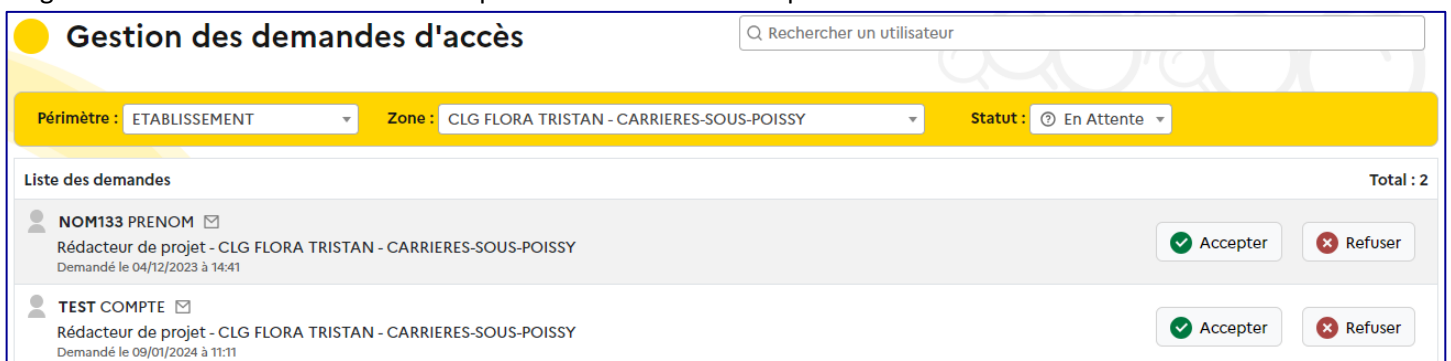 Gestion des demandes d'accès
Rechercher un utilisateur
Périmètre : ETABLISSEMENT Zone : CLG FLORA TRISTAN - CARRIERES-SOUS-POISSY Statut : En Attente
Liste des demandes Total : 2
NOM133 PRENOM
Rédacteur de projet - CLG FLORA TRISTAN - CARRIERES-SOUS-POISSY
Demandé le 04/12/2023 à 14:41
Accepter Refuser
TEST COMPTE
Rédacteur de projet - CLG FLORA TRISTAN - CARRIERES-SOUS-POISSY
Demandé le 09/01/2024 à 11:11
Accepter Refuser